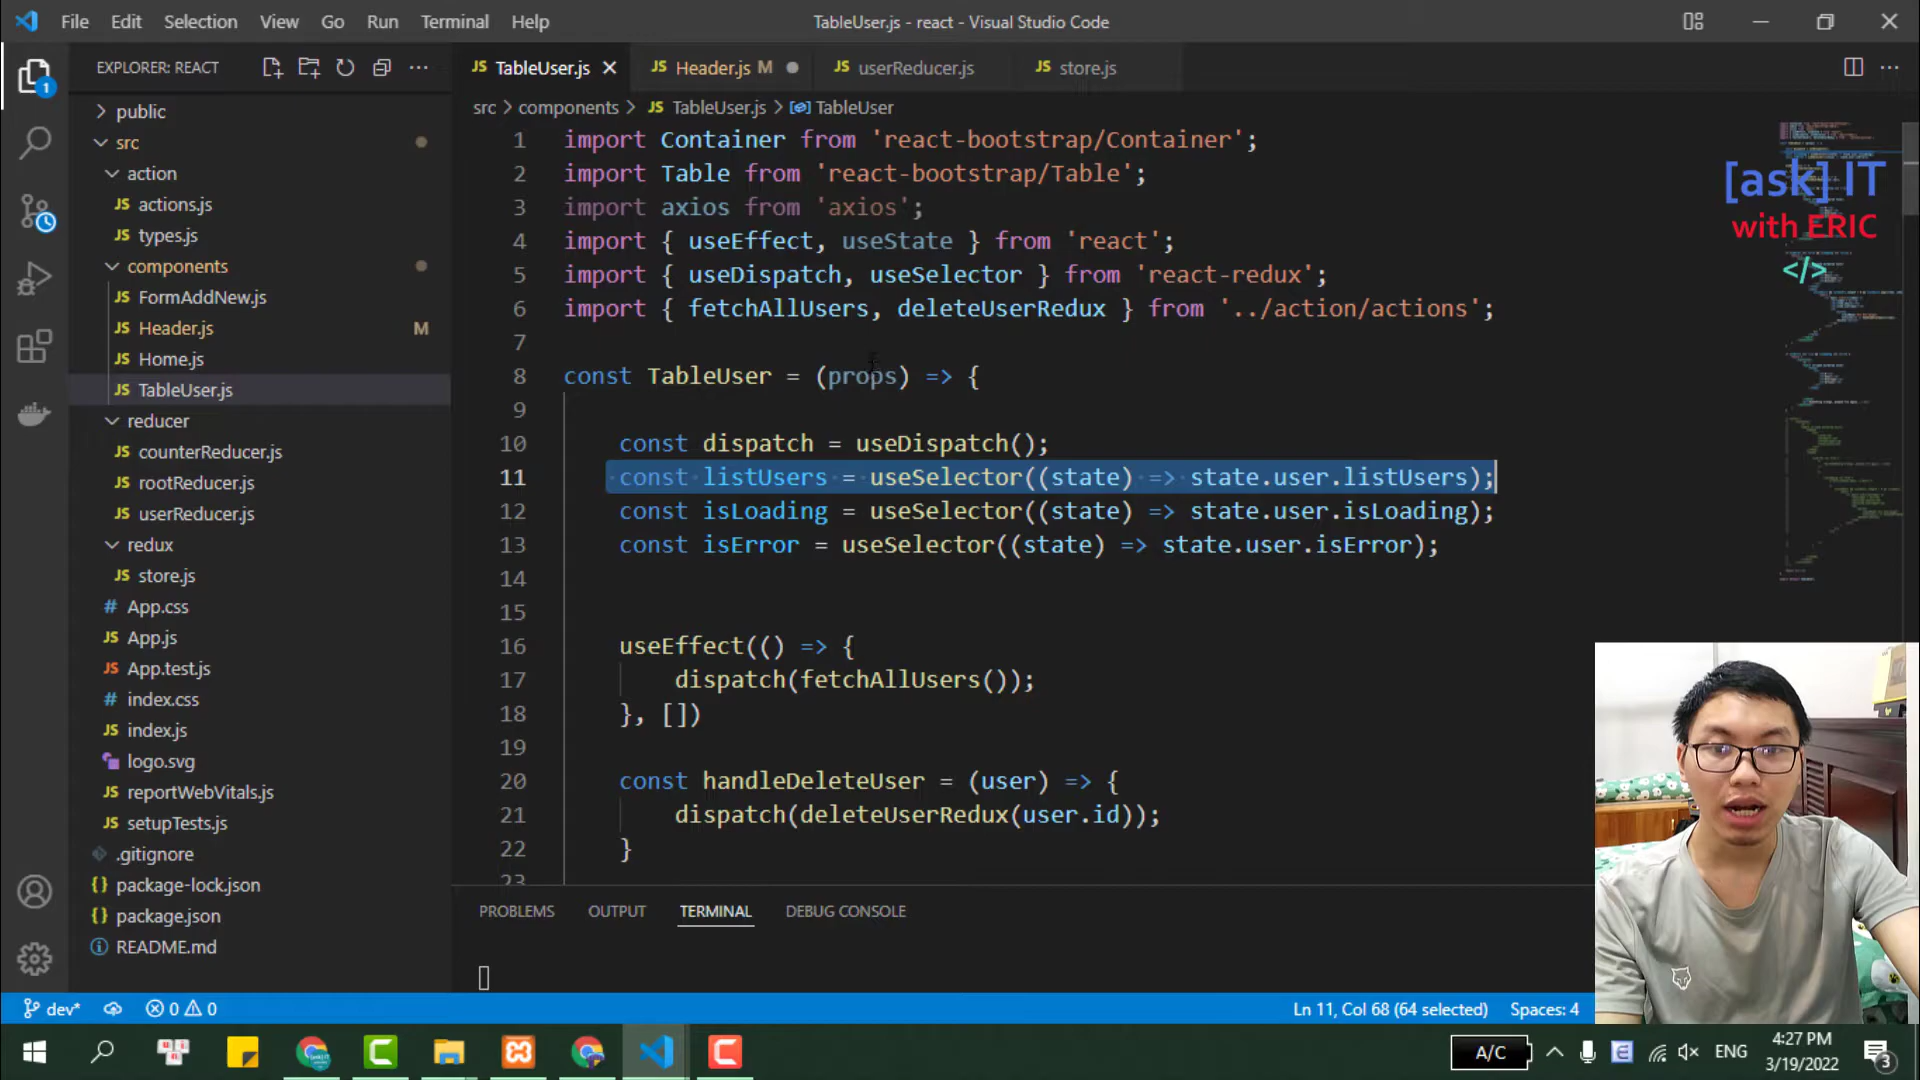 File Edit Selection View Go Run Terminal Help TableUser.js - react - Visual Studio Code
EXPLORER: REACT
public
src
action
JS actions.js
JS types.js
components
JS FormAddNew.js
JS Header.js M
JS Home.js
JS TableUser.js
reducer
JS counterReducer.js
JS rootReducer.js
JS userReducer.js
redux
JS store.js
# App.css
JS App.js
JS App.test.js
# index.css
JS index.js
logo.svg
JS reportWebVitals.js
JS setupTests.js
.gitignore
{} package-lock.json
{} package.json
README.md
JS TableUser.js JS Header.js M JS userReducer.js JS store.js
src > components > JS TableUser.js > TableUser
1 import Container from 'react-bootstrap/Container';
2 import Table from 'react-bootstrap/Table';
3 import axios from 'axios';
4 import { useEffect, useState } from 'react';
5 import { useDispatch, useSelector } from 'react-redux';
6 import { fetchAllUsers, deleteUserRedux } from '../action/actions';
7
8 const TableUser = (props) => {
9
10 const dispatch = useDispatch();
11 const listUsers = useSelector((state) => state.user.listUsers);
12 const isLoading = useSelector((state) => state.user.isLoading);
13 const isError = useSelector((state) => state.user.isError);
14
15
16 useEffect(() => {
17 dispatch(fetchAllUsers());
18 }, [])
19
20 const handleDeleteUser = (user) => {
21 dispatch(deleteUserRedux(user.id));
22 }
23
[ask] IT
with ERIC
</>
PROBLEMS OUTPUT TERMINAL DEBUG CONSOLE
dev* 0 0 Ln 11, Col 68 (64 selected) Spaces: 4
A/C ENG 4:27 PM
3/19/2022
3